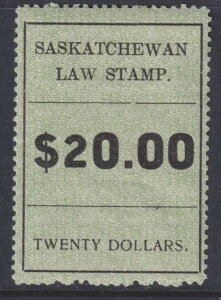 SASKATCHEWAN
LAW STAMP.
$20.00
TWENTY DOLLARS.